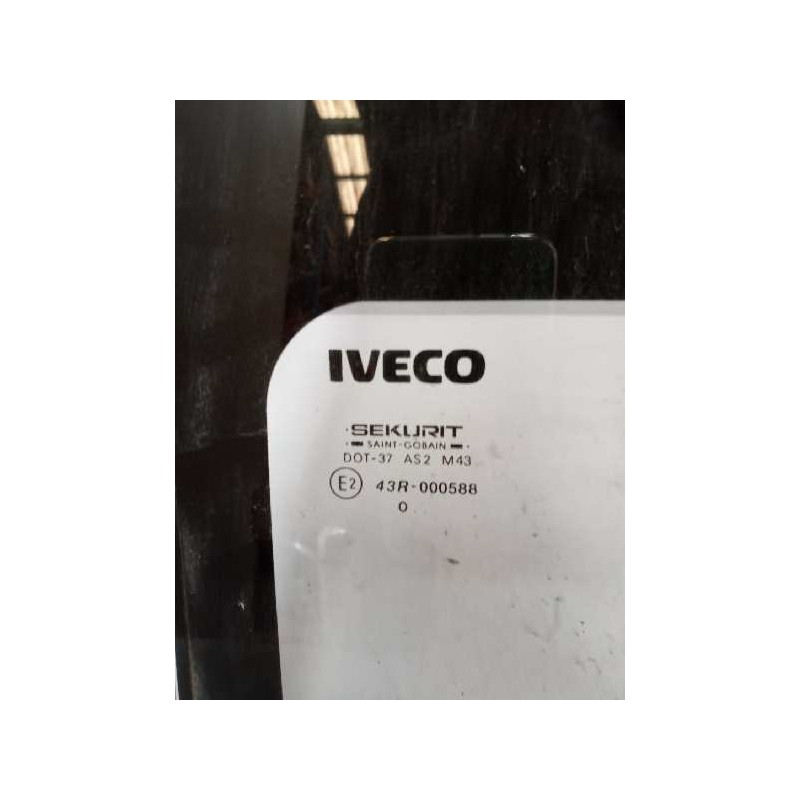 IVECO
SEKURIT
SAINT-GOBAIN
DOT-37 AS2 M43
E2 43R-000588
0